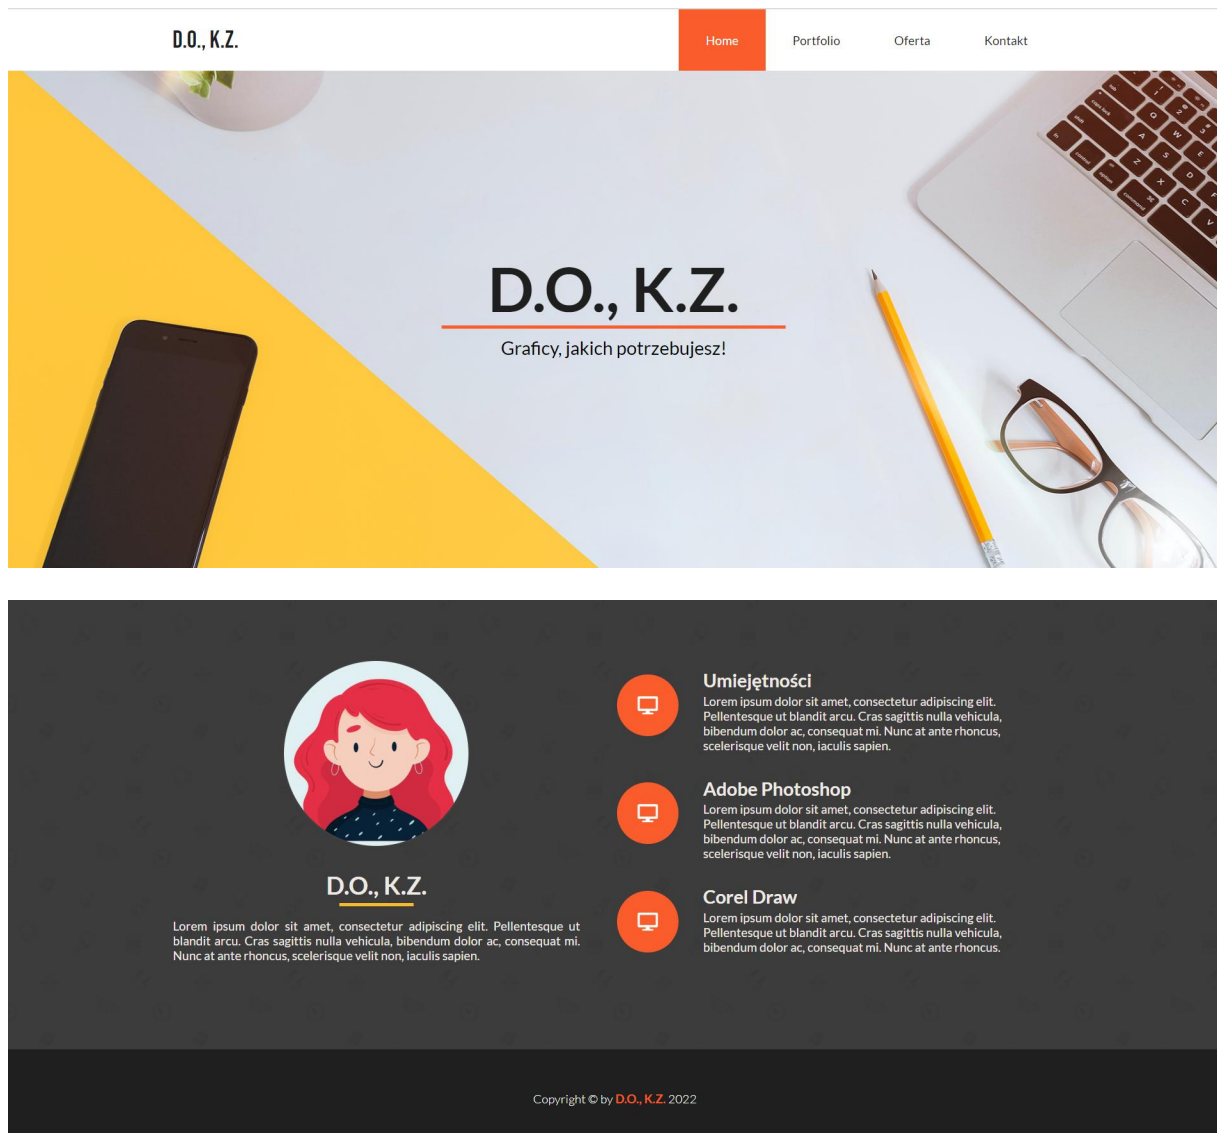 D.O., K.Z.
Home Portfolio Oferta Kontakt
D.O., K.Z.
Graficy, jakich potrzebujesz!
D.O., K.Z.
Lorem ipsum dolor sit amet, consectetur adipiscing elit. Pellentesque ut
blandit arcu. Cras sagittis nulla vehicula, bibendum dolor ac, consequat mi.
Nunc at ante rhoncus, scelerisque velit non, iaculis sapien.
Umiejętności
Lorem ipsum dolor sit amet, consectetur adipiscing elit.
Pellentesque ut blandit arcu. Cras sagittis nulla vehicula,
bibendum dolor ac, consequat mi. Nunc at ante rhoncus,
scelerisque velit non, iaculis sapien.
Adobe Photoshop
Lorem ipsum dolor sit amet, consectetur adipiscing elit.
Pellentesque ut blandit arcu. Cras sagittis nulla vehicula,
bibendum dolor ac, consequat mi. Nunc at ante rhoncus,
scelerisque velit non, iaculis sapien.
Corel Draw
Lorem ipsum dolor sit amet, consectetur adipiscing elit.
Pellentesque ut blandit arcu. Cras sagittis nulla vehicula,
bibendum dolor ac, consequat mi. Nunc at ante rhoncus.
Copyright © by D.O., K.Z. 2022